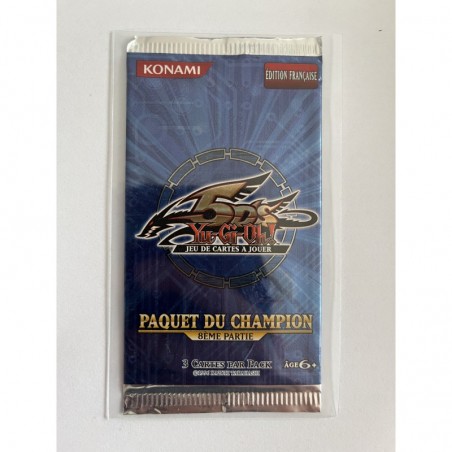 KONAMI
ÉDITION FRANÇAISE
5D's
Yu-Gi-Oh!
JEU DE CARTES À JOUER
PAQUET DU CHAMPION
8ÈME PARTIE
3 CARTES PAR PACK
ÂGE 6+